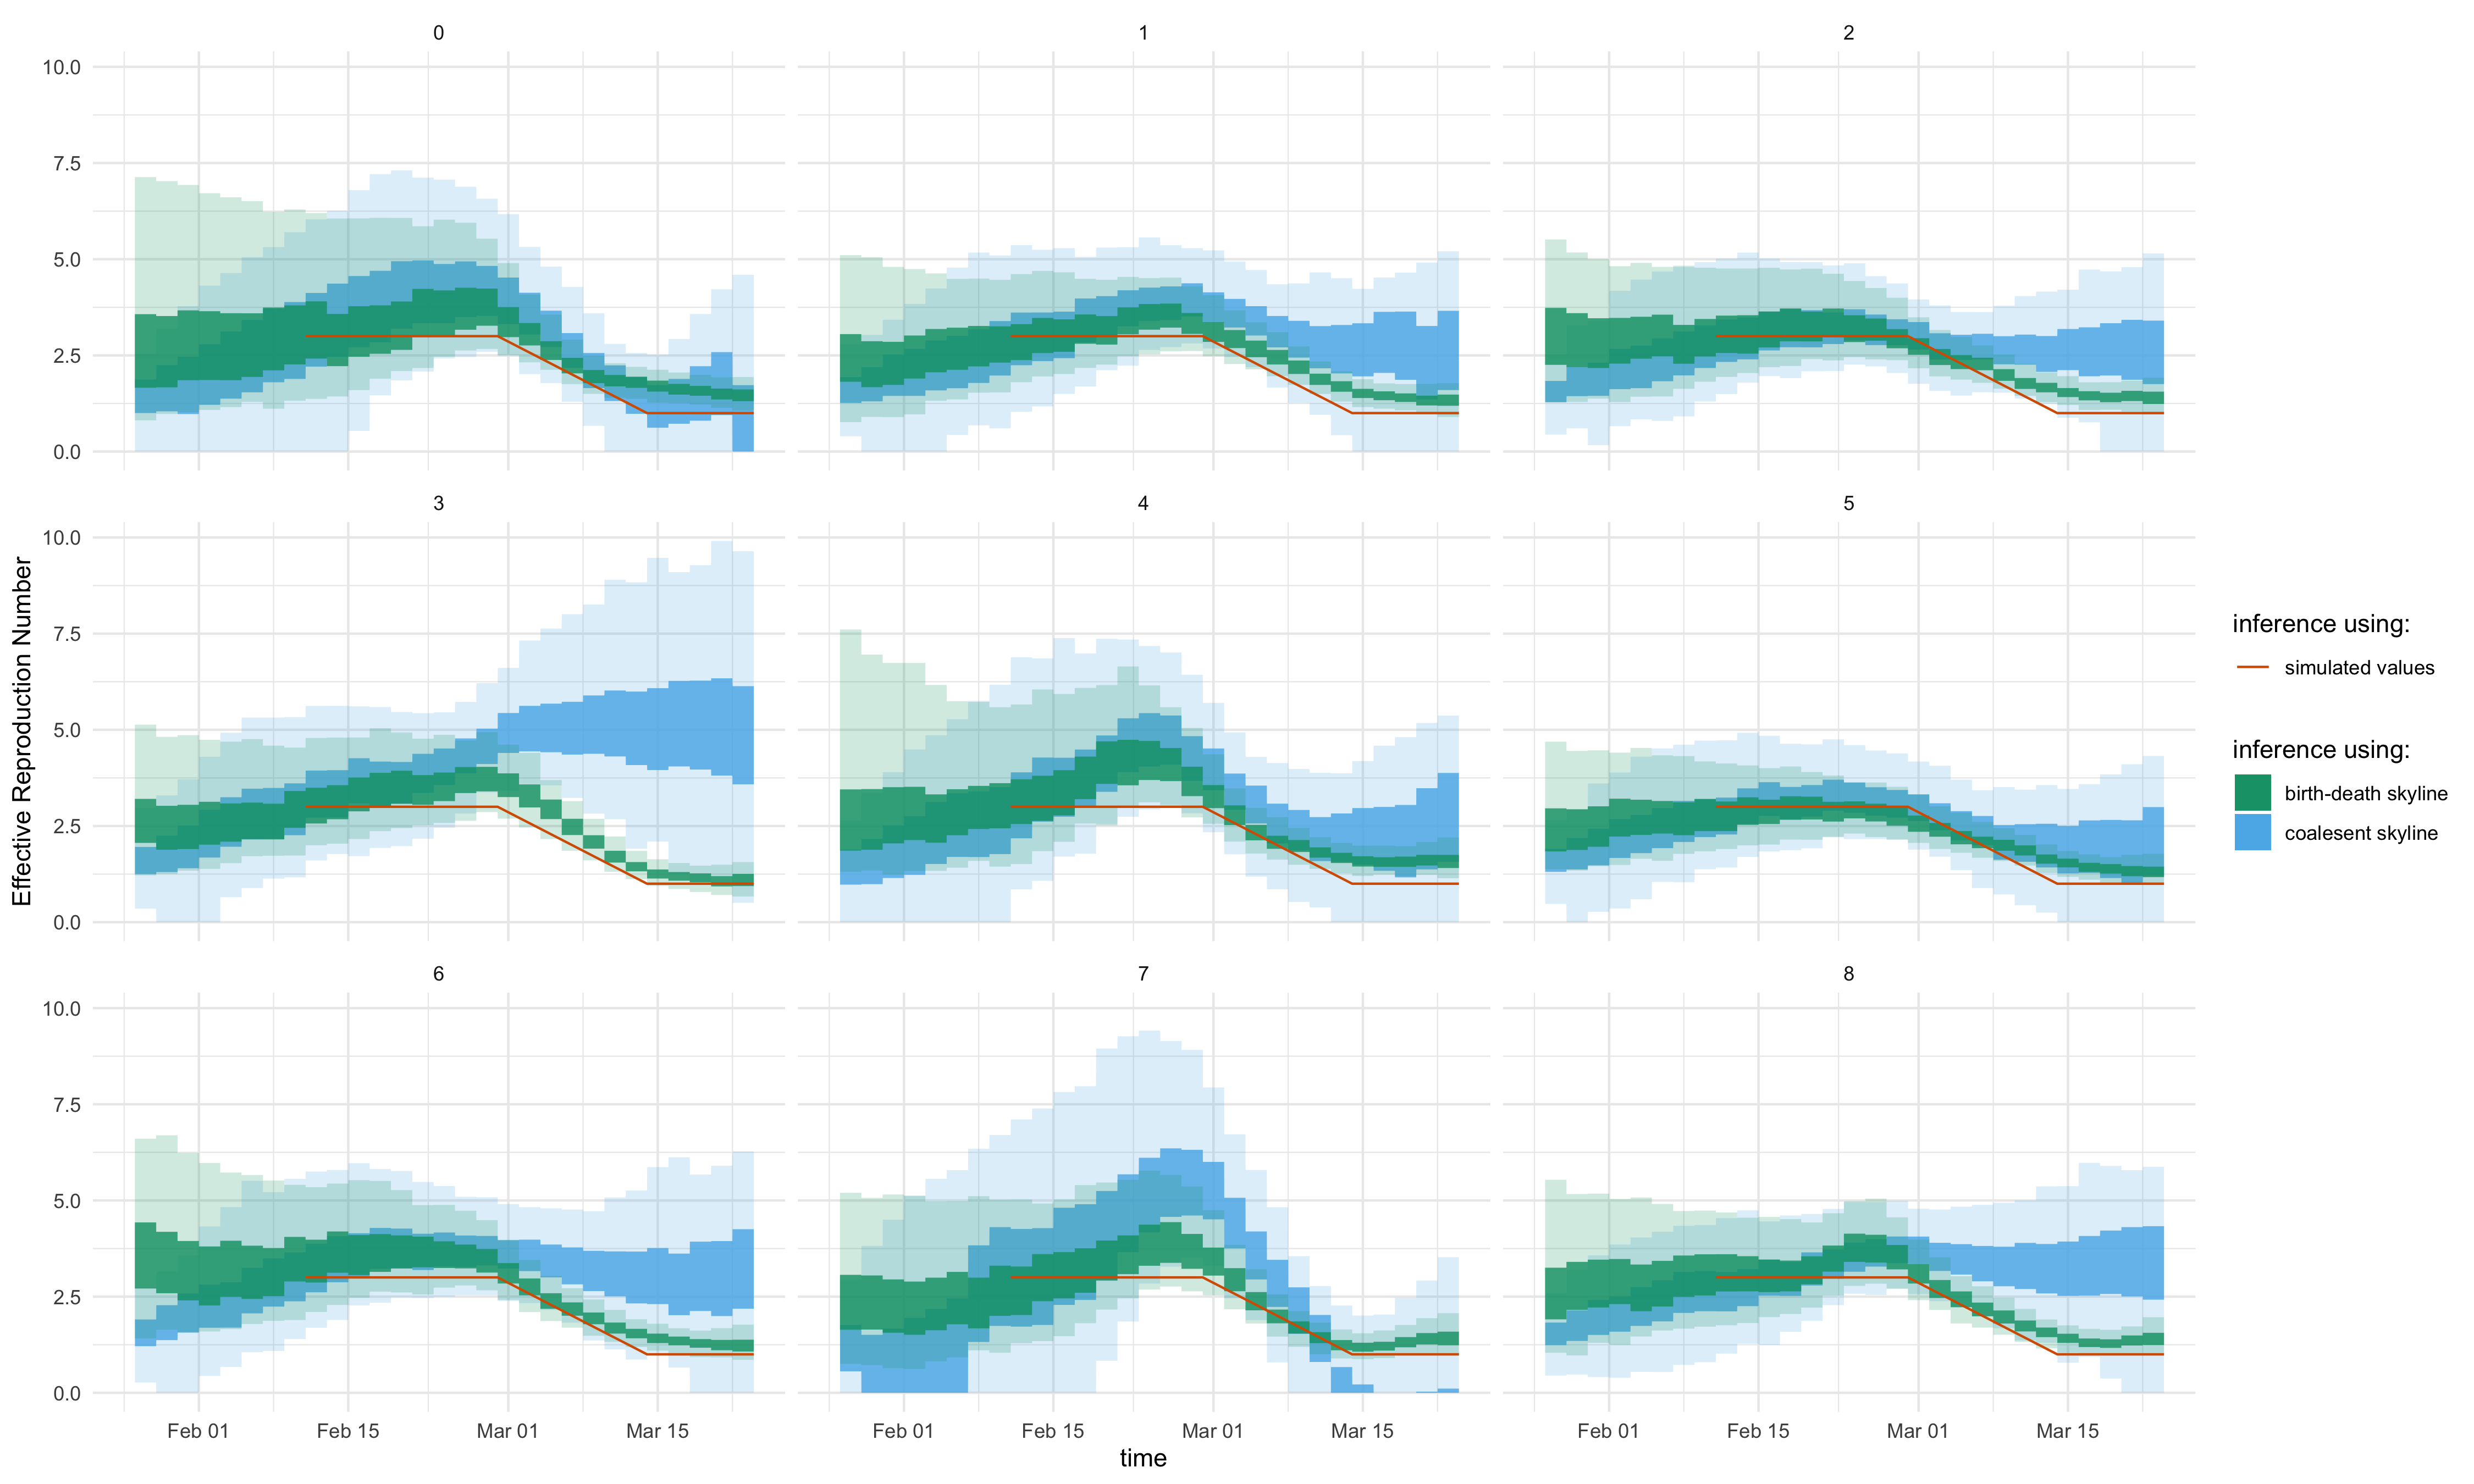 0
1
2
10.0
7.5
5.0
2.5
0.0
3
4
5
10.0
7.5
5.0
2.5
0.0
6
7
8
10.0
7.5
5.0
2.5
0.0
Feb 01
Feb 15
Mar 01
Mar 15
Feb 01
Feb 15
Mar 01
Mar 15
Feb 01
Feb 15
Mar 01
Mar 15
time
Effective Reproduction Number
inference using:
simulated values
inference using:
birth-death skyline
coalesent skyline